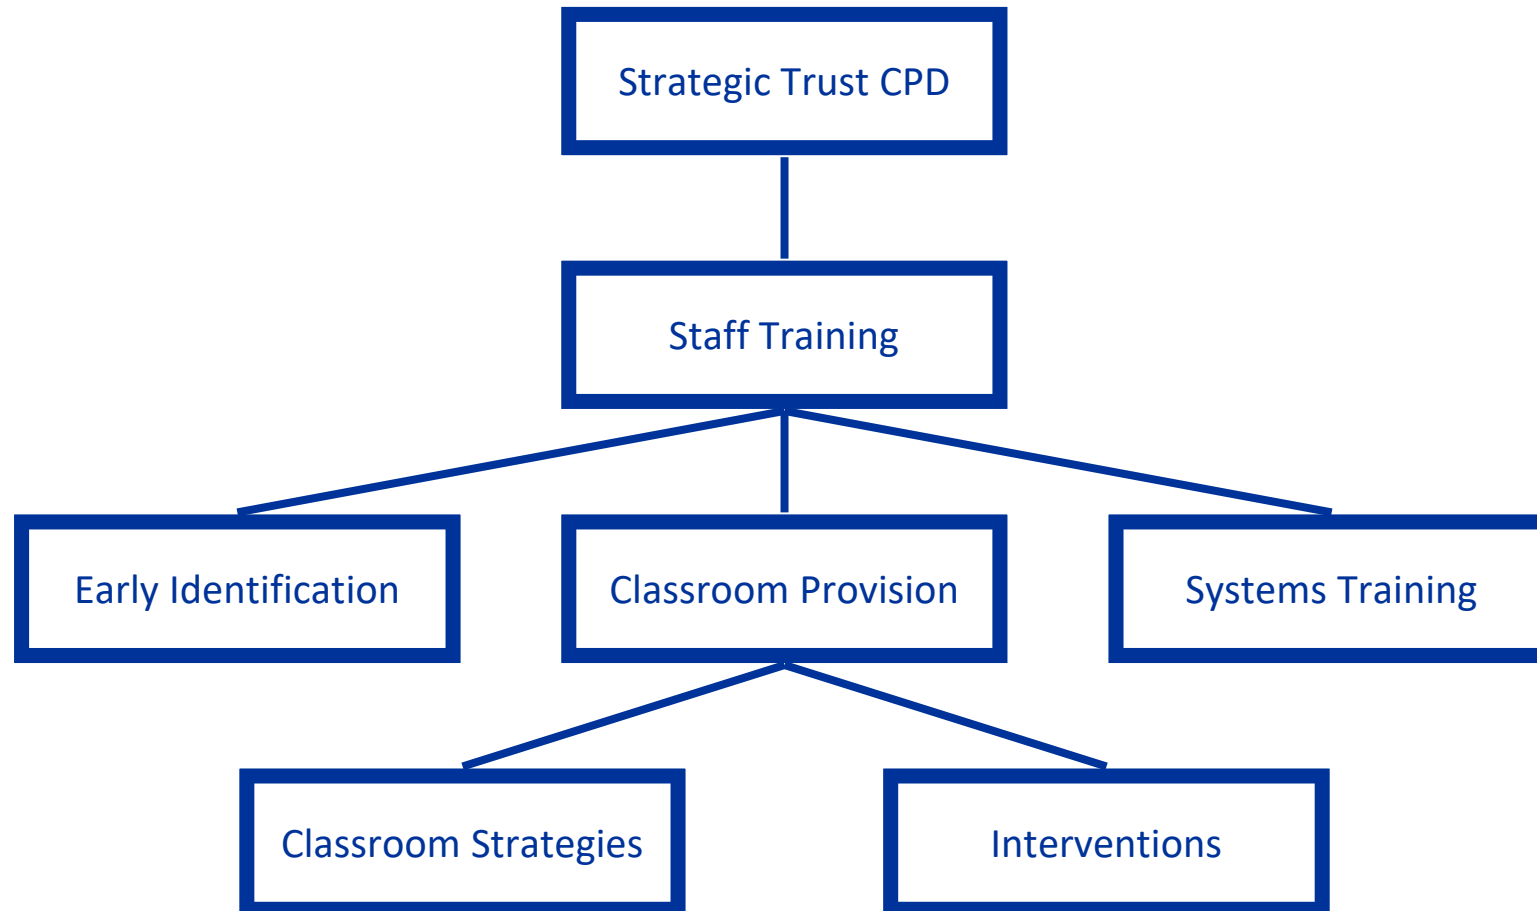 Strategic Trust CPD
Staff Training
Early Identification
Classroom Provision
Systems Training
Classroom Strategies
Interventions